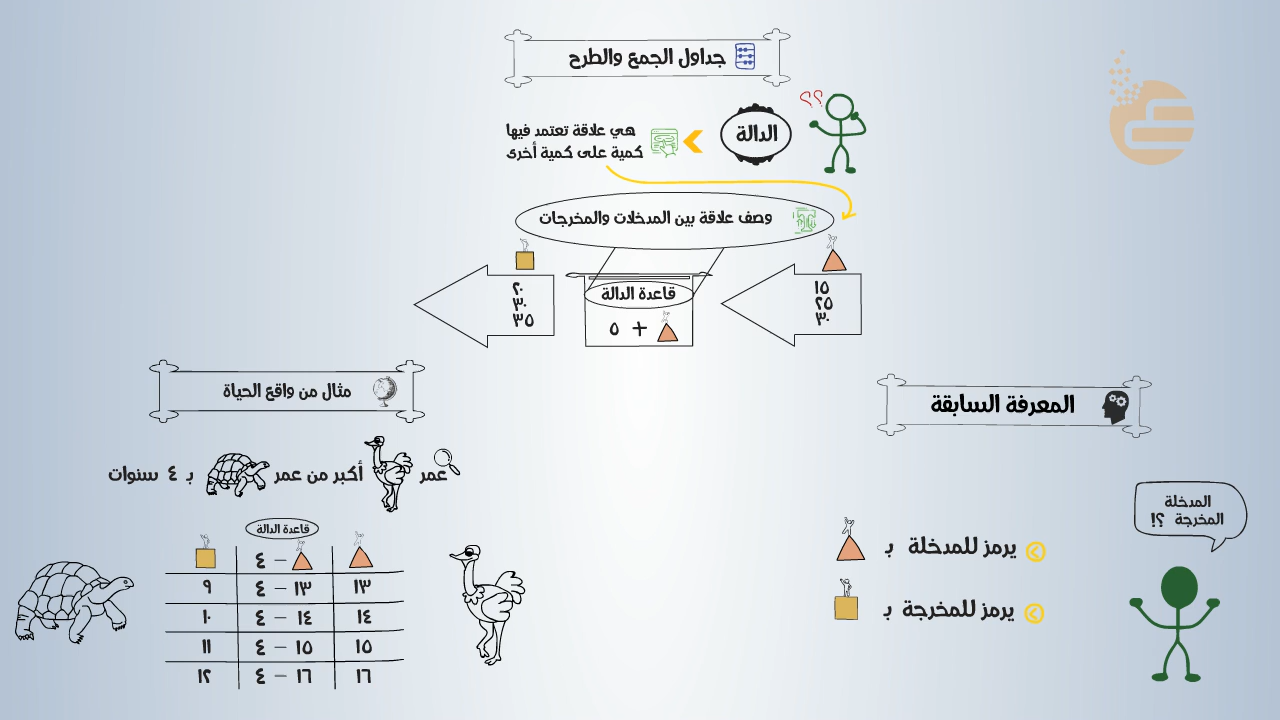 جداول الجمع والطرح
؟؟
الدالة
هي علاقة تعتمد فيها
كمية على كمية أخرى
وصف علاقة بين المدخلات والمخرجات
١٥
٢٥
٣٠
قاعدة الدالة
+ ٥
٢٠
٣٠
٣٥
المعرفة السابقة
المدخلة
المخرجة ؟!
يرمز للمدخلة بـ
يرمز للمخرجة بـ
مثال من واقع الحياة
عمر أكبر من عمر بـ ٤ سنوات
قاعدة الدالة
− ٤
١٣ ١٣ − ٤ ٩
١٤ ١٤ − ٤ ١٠
١٥ ١٥ − ٤ ١١
١٦ ١٦ − ٤ ١٢